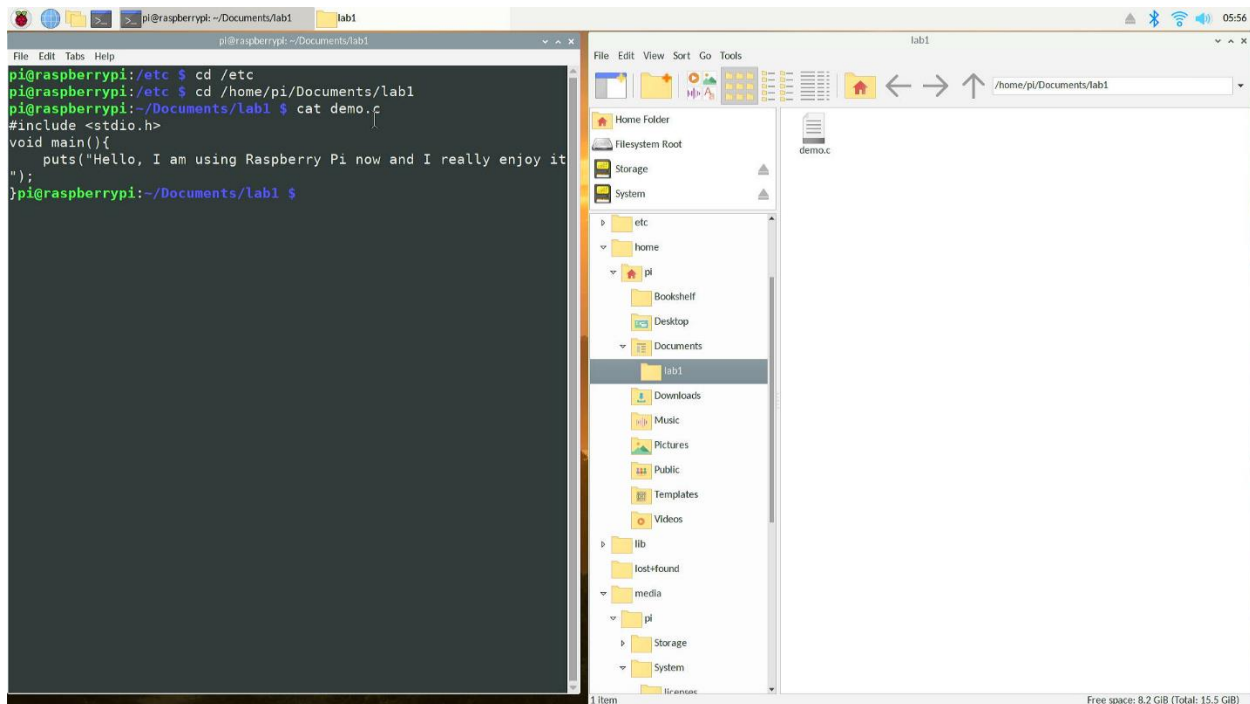 pi@raspberrypi: ~/Documents/lab1
lab1
05:56
pi@raspberrypi: ~/Documents/lab1
File Edit Tabs Help
pi@raspberrypi:/etc $ cd /etc
pi@raspberrypi:/etc $ cd /home/pi/Documents/lab1
pi@raspberrypi:~/Documents/lab1 $ cat demo.c
#include <stdio.h>
void main(){
    puts("Hello, I am using Raspberry Pi now and I really enjoy it
");
}pi@raspberrypi:~/Documents/lab1 $
lab1
File Edit View Sort Go Tools
/home/pi/Documents/lab1
Home Folder
Filesystem Root
Storage
System
etc
home
pi
Bookshelf
Desktop
Documents
lab1
Downloads
Music
Pictures
Public
Templates
Videos
lib
lost+found
media
pi
Storage
System
licenses
demo.c
1 item
Free space: 8.2 GiB (Total: 15.5 GiB)